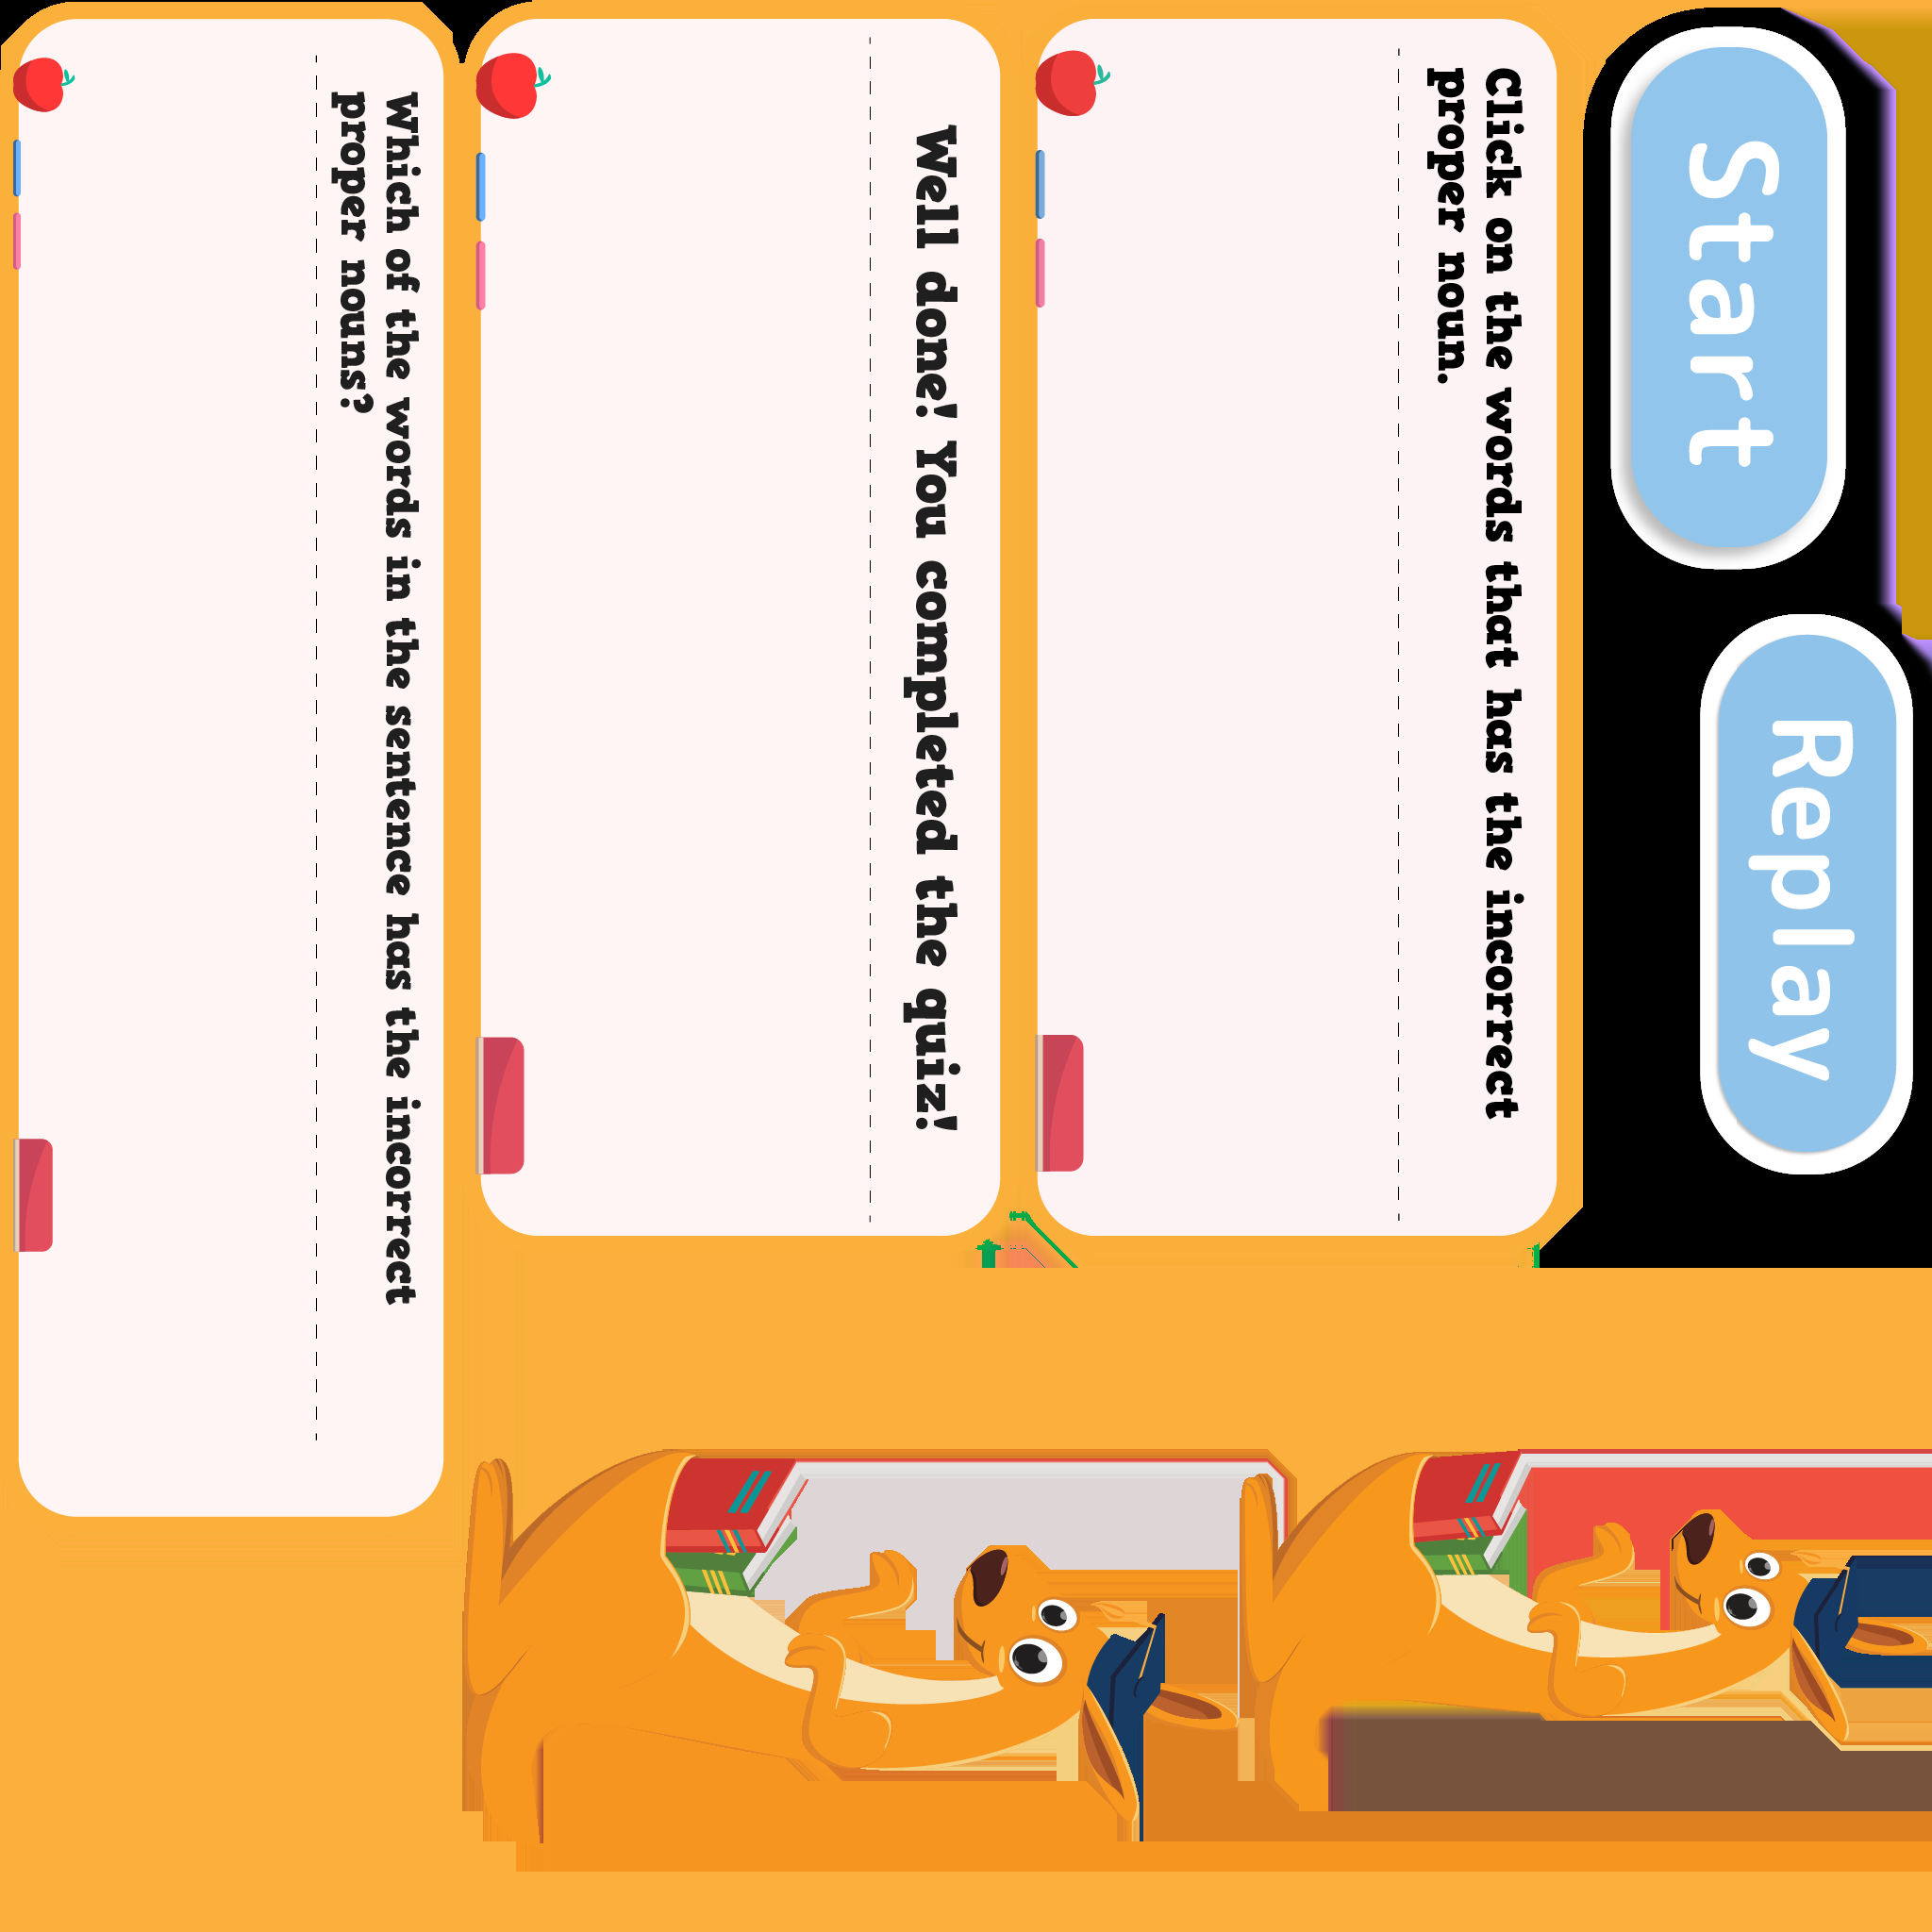 Which of the words in the sentence has the incorrect
proper nouns?
Well done! You completed the quiz!
Click on the words that has the incorrect
proper noun.
Start
Replay